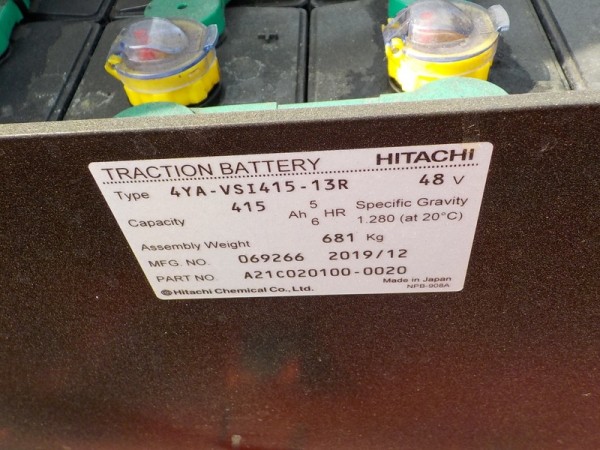 TRACTION BATTERY HITACHI
Type 4YA-VSI415-13R 48 V
Capacity 415 Ah 5 6 HR Specific Gravity 1.280 (at 20°C)
Assembly Weight 681 Kg
MFG. NO. 069266 2019/12
PART NO. A21C020100-0020 Made in Japan
Hitachi Chemical Co., Ltd. NPB-908A